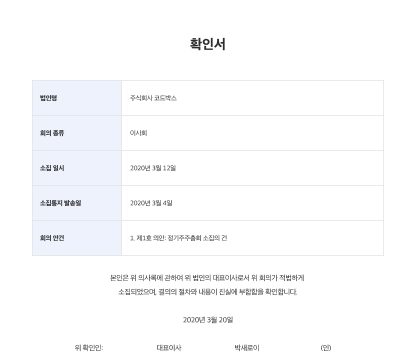 확인서
법인명 주식회사 코드박스
회의 종류 이사회
소집 일시 2020년 3월 12일
소집통지 발송일 2020년 3월 4일
회의 안건 1. 제1호 의안: 정기주주총회 소집의 건
본인은 위 의사록에 관하여 위 법인의 대표이사로서 위 회의가 적법하게
소집되었으며, 결의의 절차와 내용이 진실에 부합함을 확인합니다.
2020년 3월 20일
위 확인인: 대표이사 박새로이 (인)